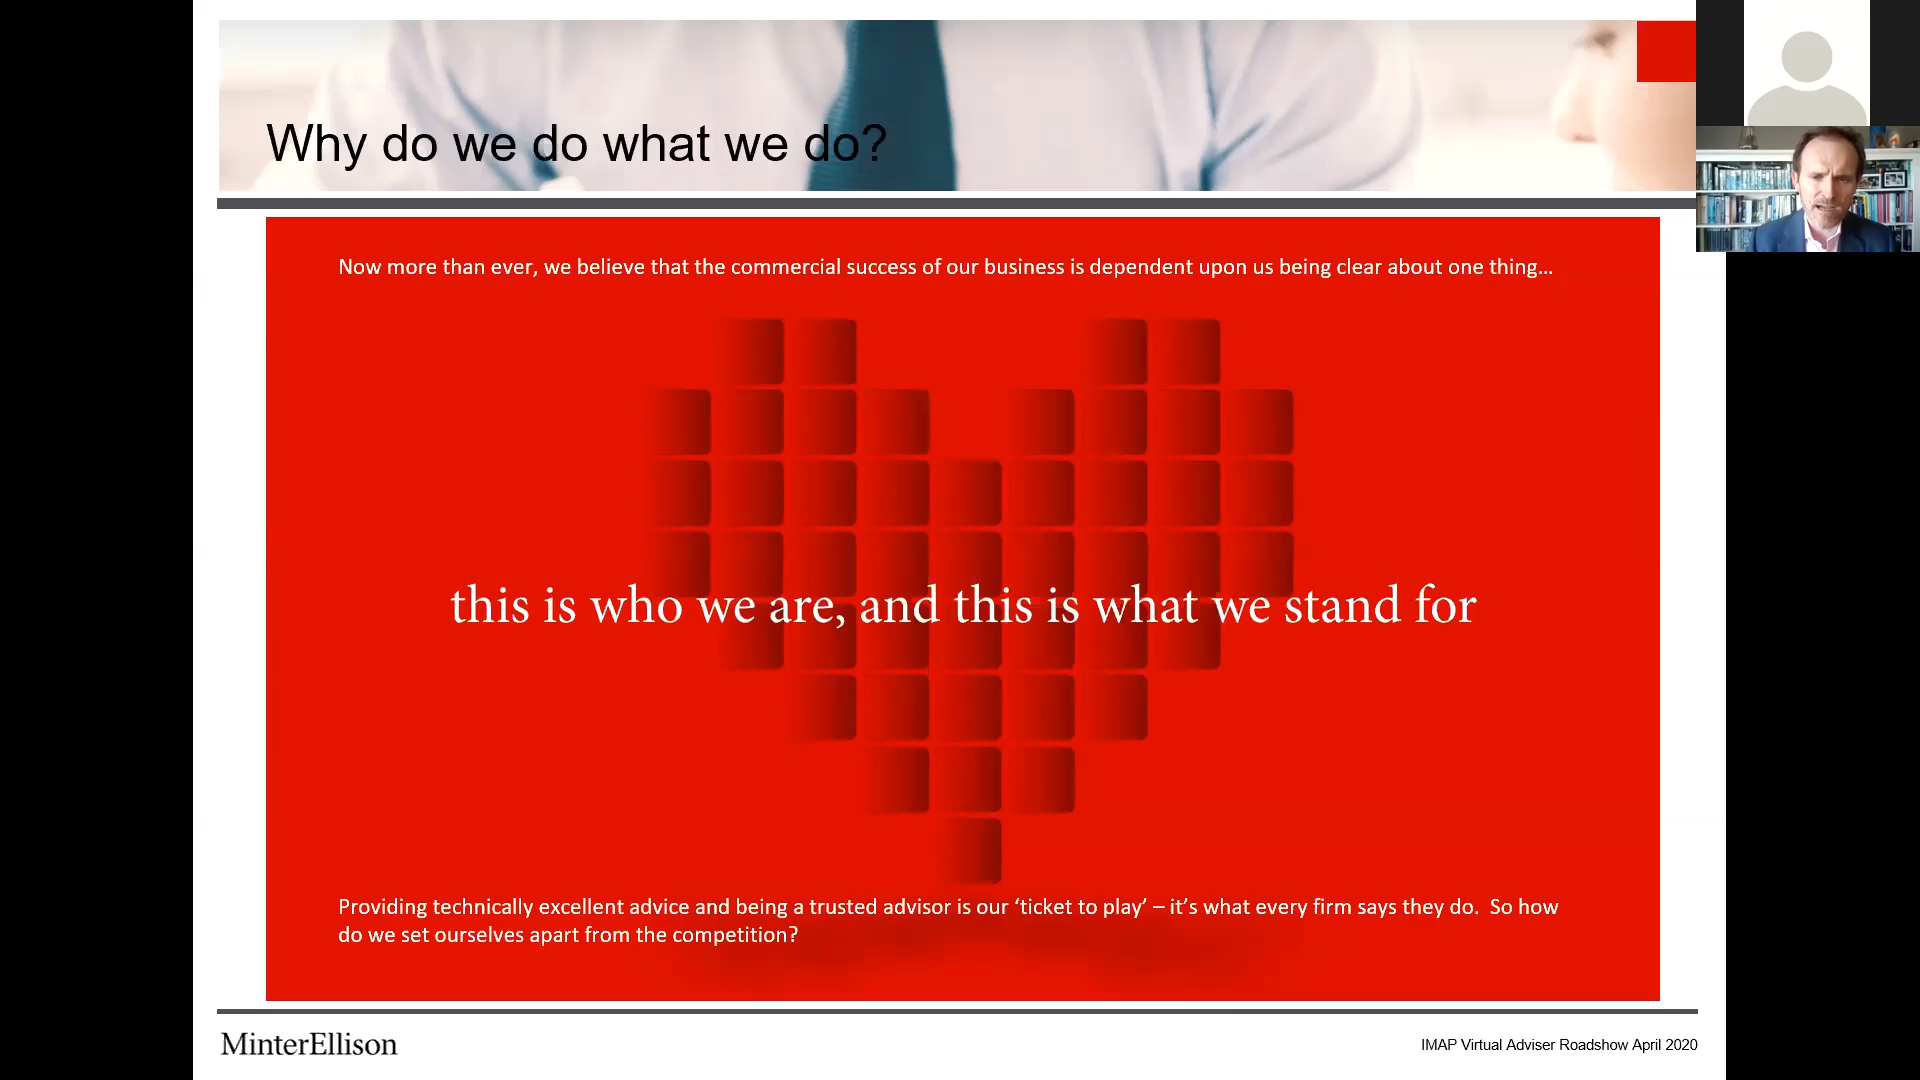 Why do we do what we do?
Now more than ever, we believe that the commercial success of our business is dependent upon us being clear about one thing...
this is who we are, and this is what we stand for
Providing technically excellent advice and being a trusted advisor is our ‘ticket to play’ – it’s what every firm says they do.  So how
do we set ourselves apart from the competition?
MinterEllison
IMAP Virtual Adviser Roadshow April 2020